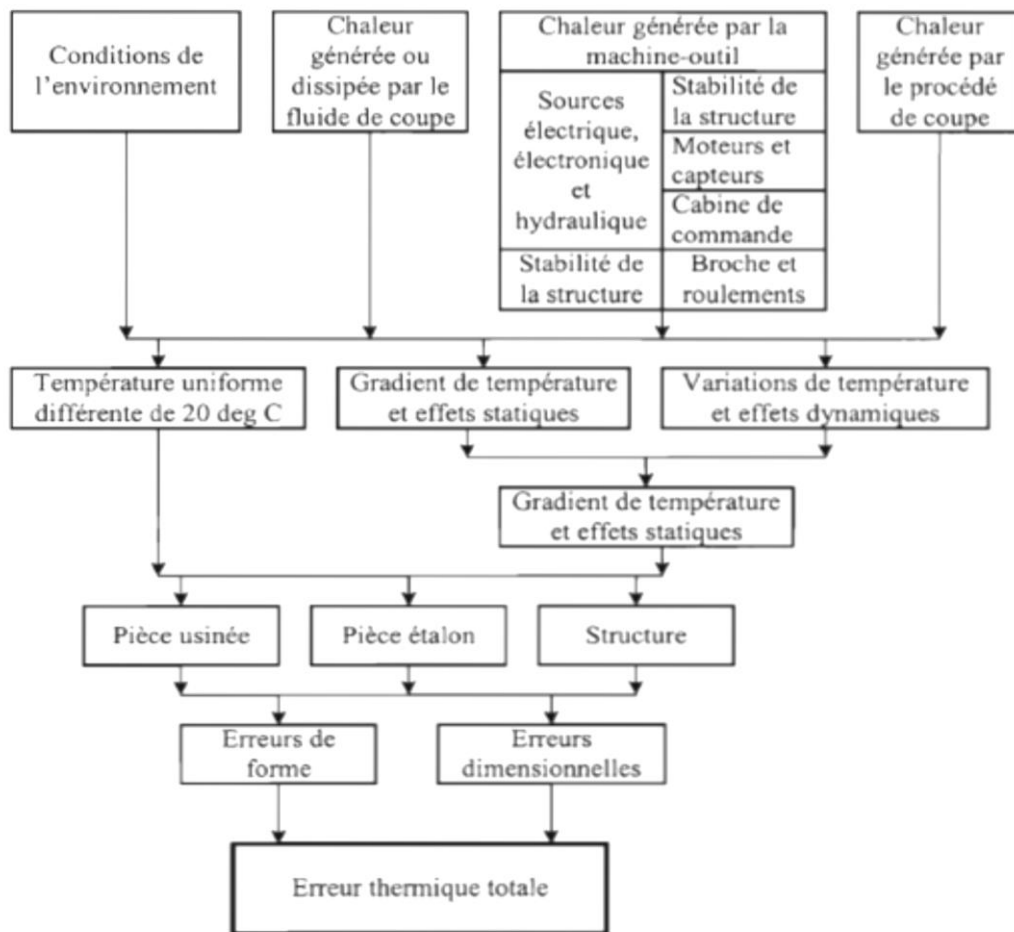 Conditions de
l'environnement
Chaleur
générée ou
dissipée par le
fluide de coupe
Chaleur générée par la
machine-outil
Sources
électrique,
électronique
et
hydraulique
Stabilité de
la structure
Moteurs et
capteurs
Cabine de
commande
Stabilité de
la structure
Broche et
roulements
Chaleur
générée par
le procédé
de coupe
Température uniforme
différente de 20 deg C
Gradient de température
et effets statiques
Variations de température
et effets dynamiques
Gradient de température
et effets statiques
Pièce usinée
Pièce étalon
Structure
Erreurs de
forme
Erreurs
dimensionnelles
Erreur thermique totale